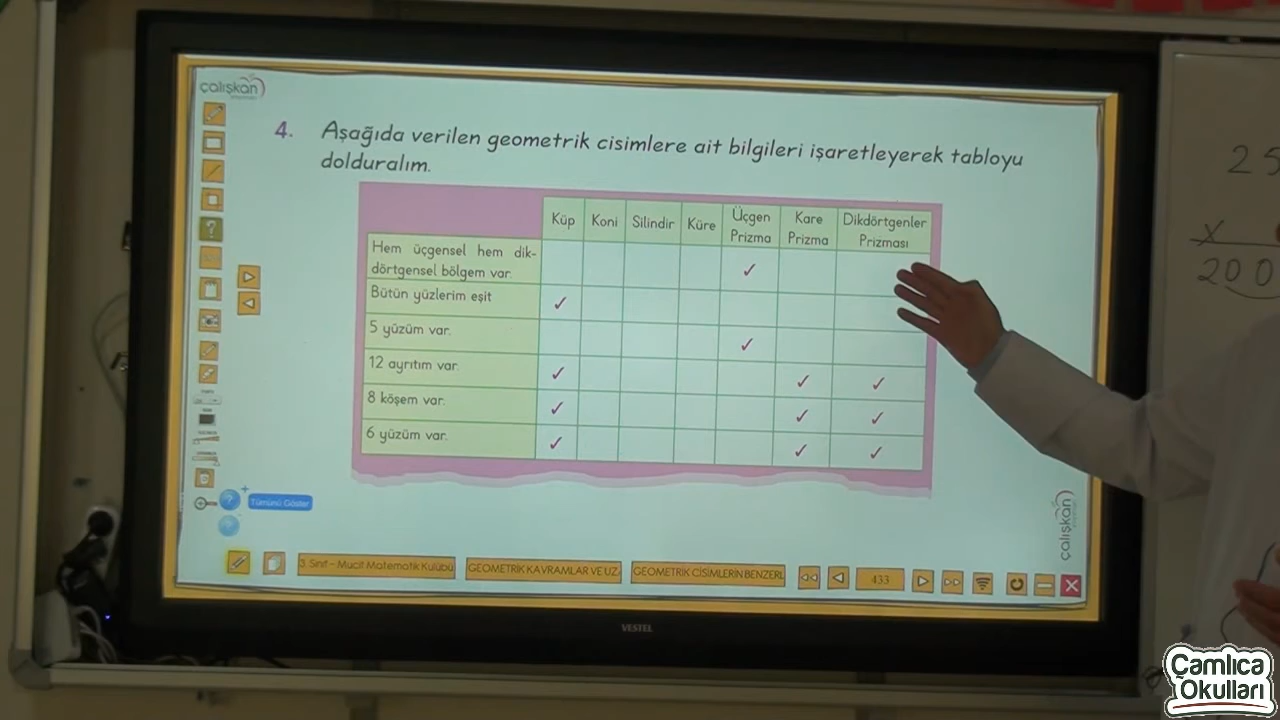 çalışkan
4. Aşağıda verilen geometrik cisimlere ait bilgileri işaretleyerek tabloyu
dolduralım.
Küp Koni Silindir Küre Üçgen Prizma Kare Prizma Dikdörtgenler Prizması
Hem üçgensel hem dik-
dörtgensel bölgem var.
Bütün yüzlerim eşit
5 yüzüm var.
12 ayrıtım var.
8 köşem var.
6 yüzüm var.
Tümünü Göster
çalışkan
3. Sınıf - Mucit Matematik Kulübü
GEOMETRİK KAVRAMLAR VE UZ
GEOMETRİK CİSİMLERİN BENZERL
433
VESTEL
25
x
200
Çamlıca
Okulları